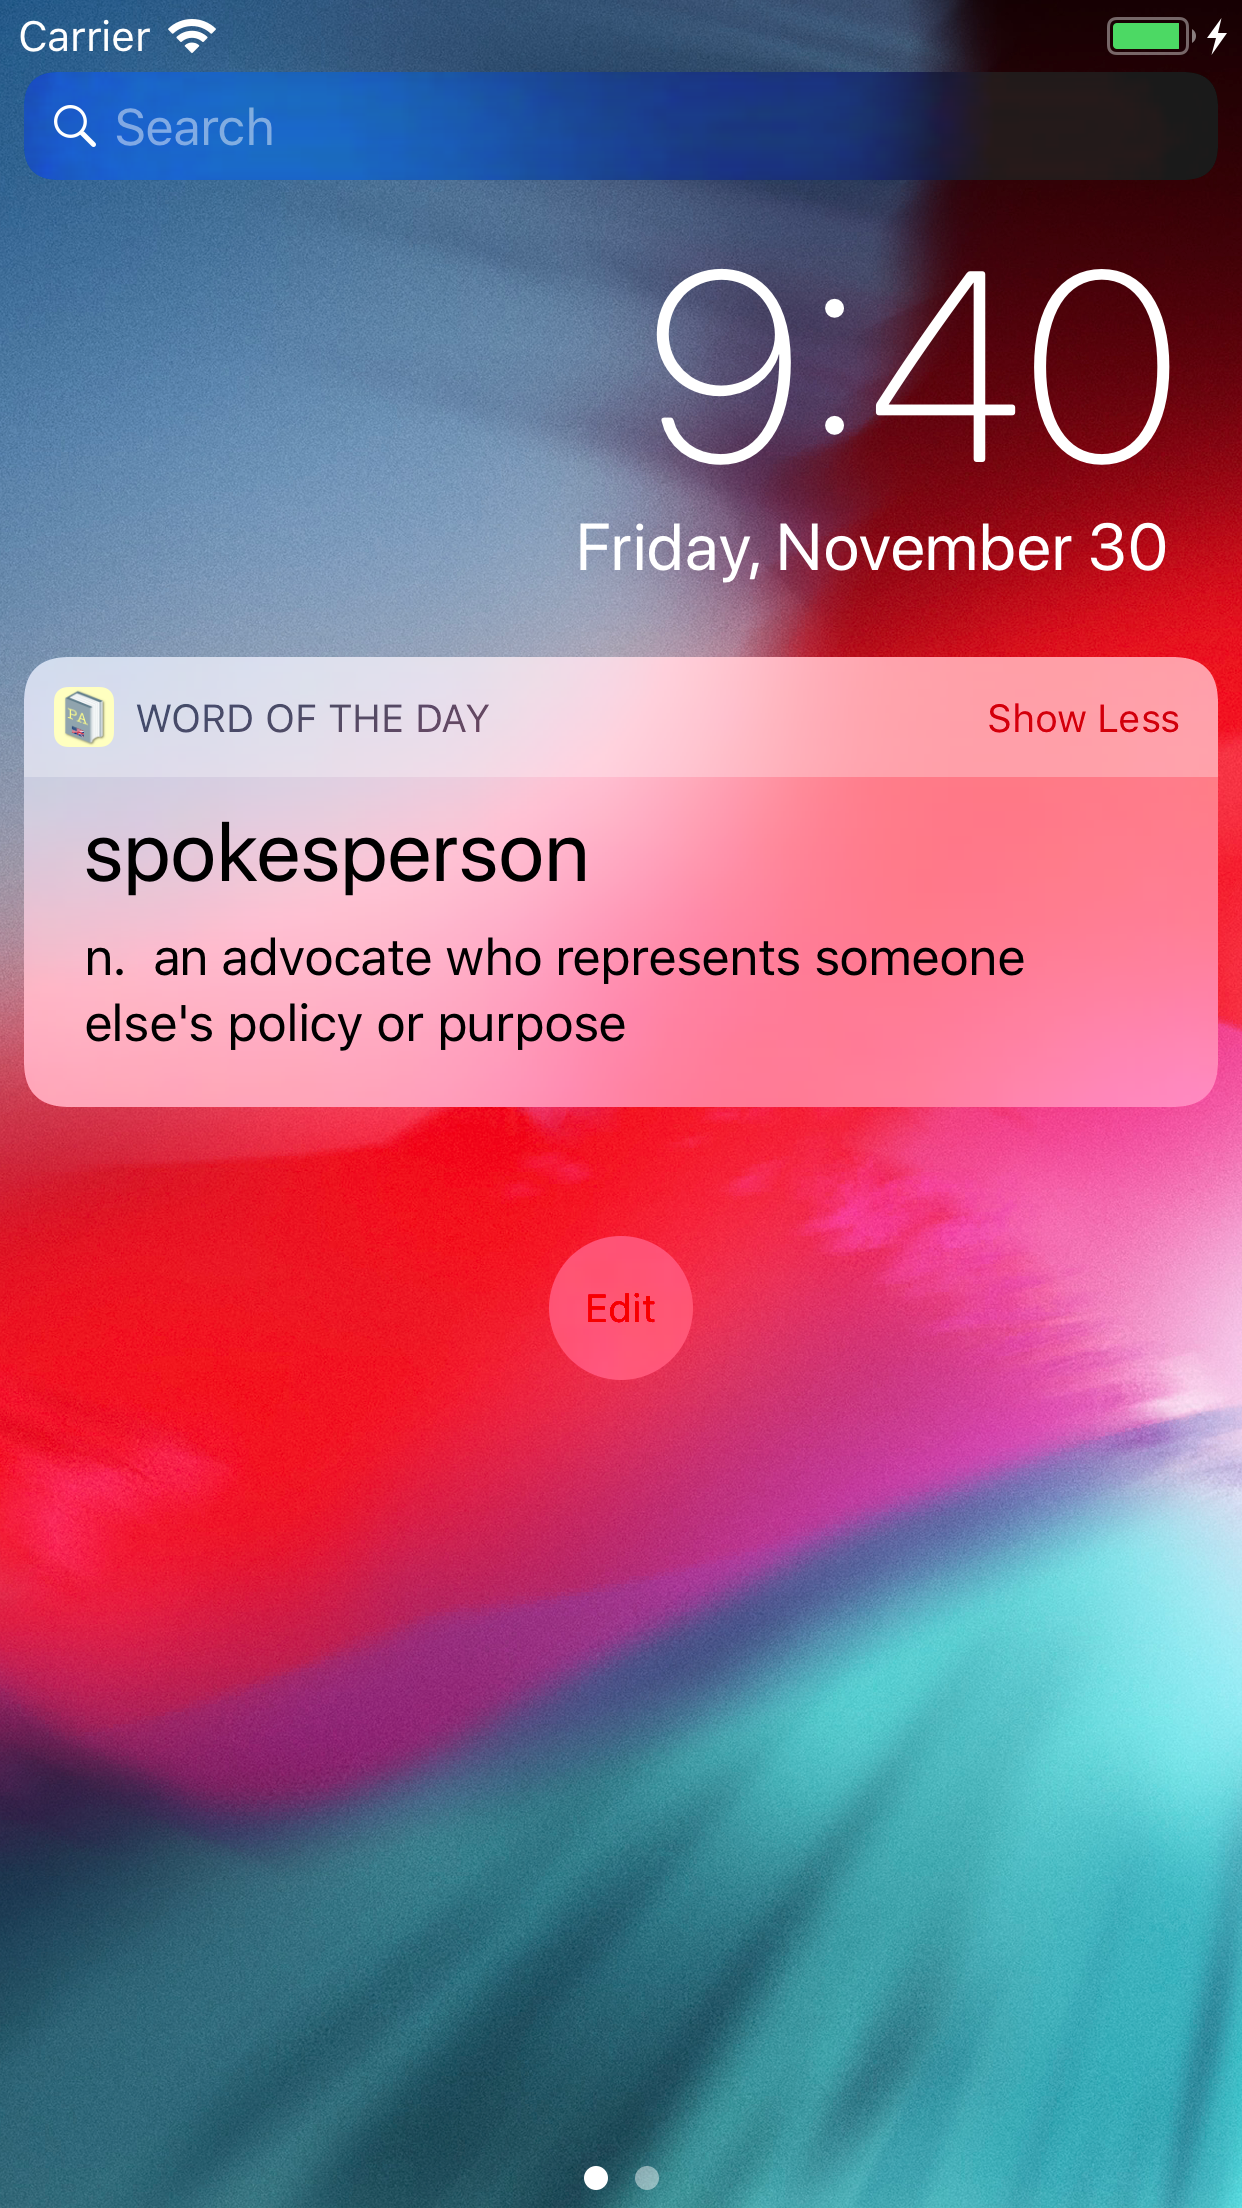 Carrier
Search
9:40
Friday, November 30
PA
WORD OF THE DAY
Show Less
spokesperson
n.  an advocate who represents someone
else's policy or purpose
Edit